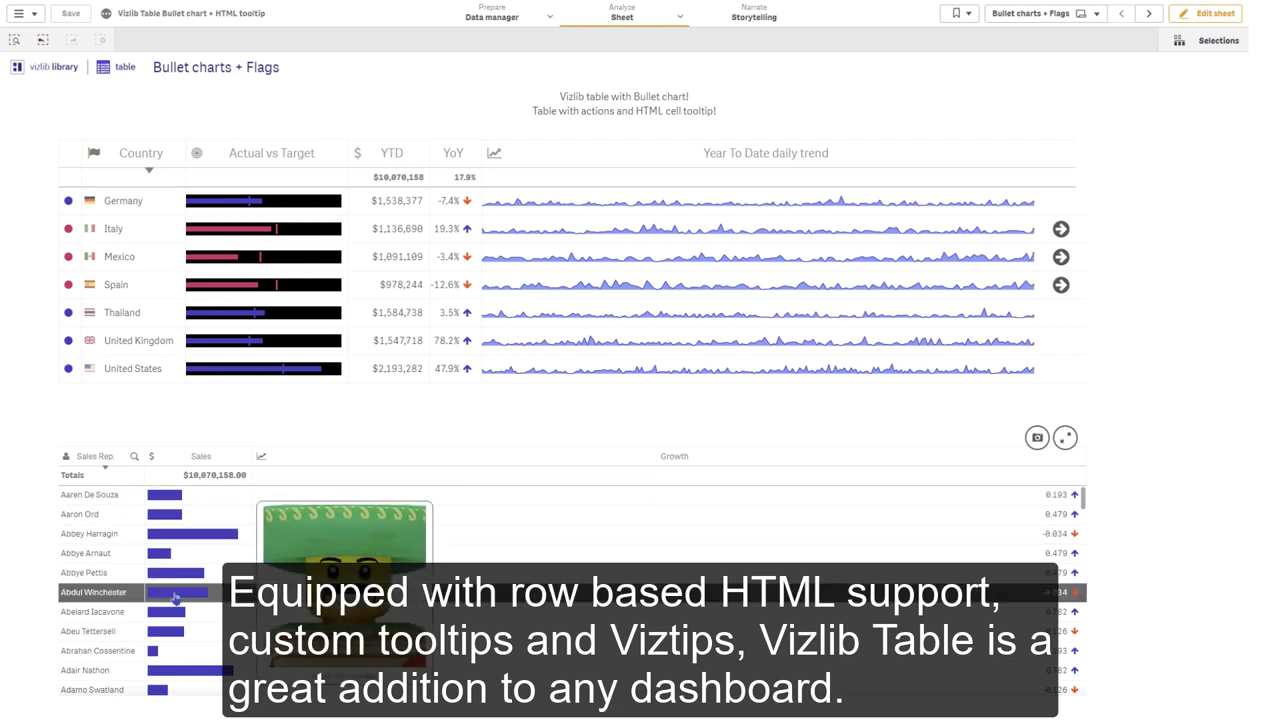 Save
Vizlib Table Bullet chart + HTML tooltip
Prepare
Data manager
Analyze
Sheet
Narrate
Storytelling
Bullet charts + Flags
Edit sheet
Selections
vizlib library
table
Bullet charts + Flags
Vizlib table with Bullet chart!
Table with actions and HTML cell tooltip!
Country Actual vs Target $ YTD YoY Year To Date daily trend
$10,070,158 17.9%
Germany $1,538,377 -7.4%
Italy $1,136,690 19.3%
Mexico $1,091,109 -3.4%
Spain $978,244 -12.6%
Thailand $1,584,738 3.5%
United Kingdom $1,547,718 78.2%
United States $2,193,282 47.9%
Sales Rep. $ Sales Growth
Totals $10,070,158.00
Aaren De Souza 0.193
Aaron Ord 0.479
Abbey Harragin -0.034
Abbye Arnaut 0.479
Abbye Pettis
Abdul Winchester
Abelard Iacavone
Abeu Tettersell
Abrahan Cossentine
Adair Nathon
Adamo Swatland
Equipped with row based HTML support,
custom tooltips and Viztips, Vizlib Table is a
great addition to any dashboard.